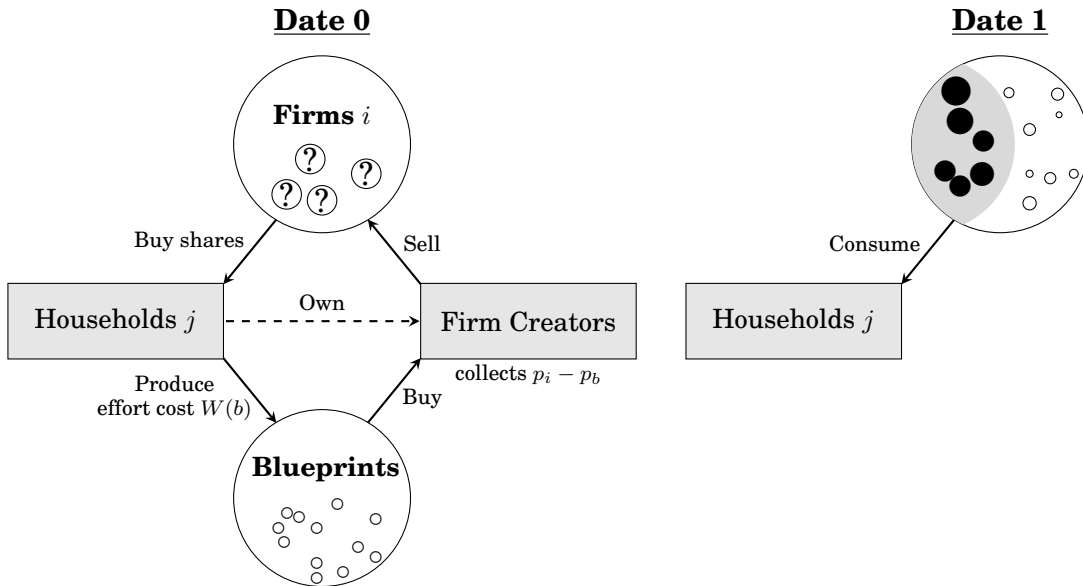 Date 0
Date 1
Firms i
?
?
?
?
Buy shares
Sell
Consume
Households j
Own
Firm Creators
Households j
collects p_i − p_b
Produce
effort cost W(b)
Buy
Blueprints